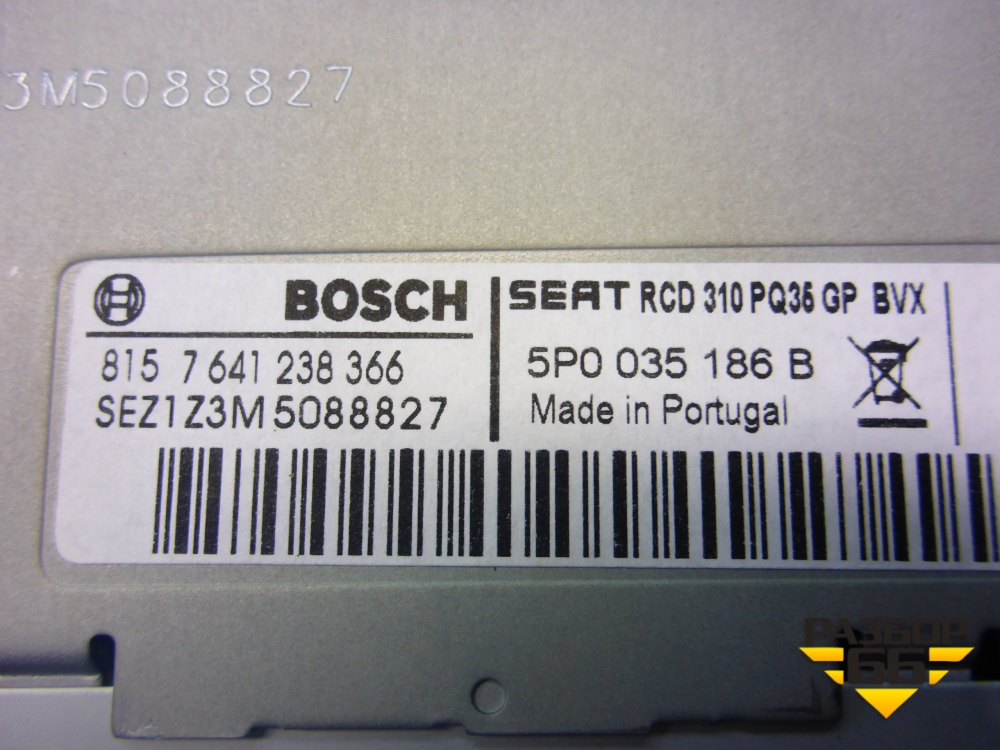 3M5088827
BOSCH
815 7 641 238 366
SEZ1Z3M5088827
SEAT RCD 310 PQ35 GP BVX
5P0 035 186 B
Made in Portugal
РАЗБОР
66